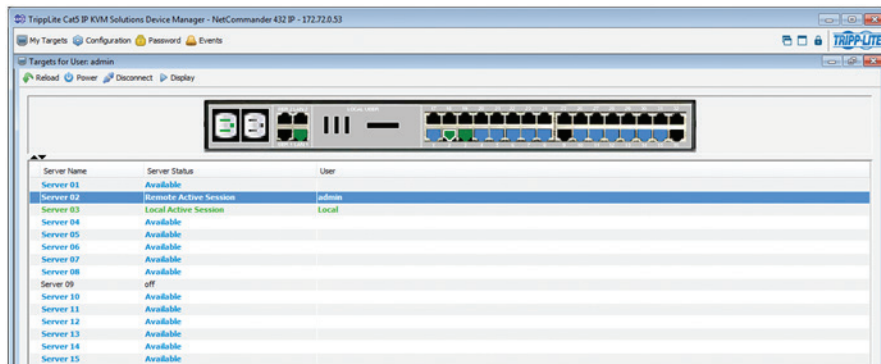 TrippLite Cat5 IP KVM Solutions Device Manager - NetCommander 432 IP - 172.72.0.53
My Targets Configuration Password Events
TRIPP·LITE
Targets for User: admin
Reload Power Disconnect Display
LOCAL USER
Server Name Server Status User
Server 01 Available
Server 02 Remote Active Session admin
Server 03 Local Active Session Local
Server 04 Available
Server 05 Available
Server 06 Available
Server 07 Available
Server 08 Available
Server 09 off
Server 10 Available
Server 11 Available
Server 12 Available
Server 13 Available
Server 14 Available
Server 15 Available